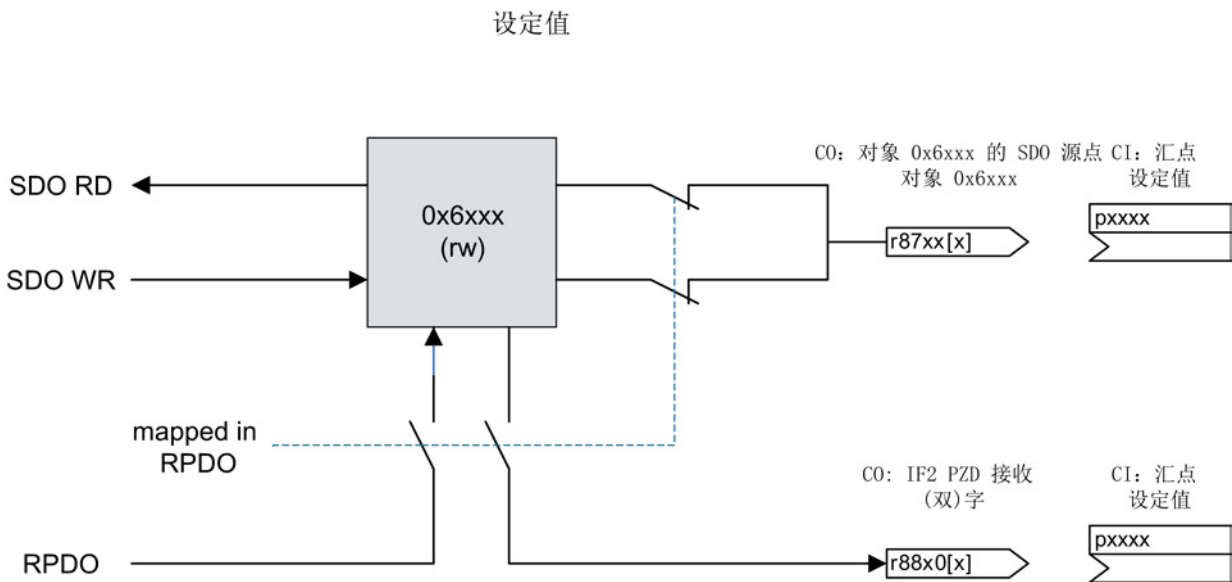 设定值
CO: 对象 0x6xxx 的 SDO 源点 CI: 汇点
对象 0x6xxx 设定值
SDO RD
0x6xxx
(rw)
pxxxx
r87xx[x]
SDO WR
mapped in
RPDO
CO: IF2 PZD 接收 CI: 汇点
(双)字 设定值
pxxxx
RPDO
r88x0[x]